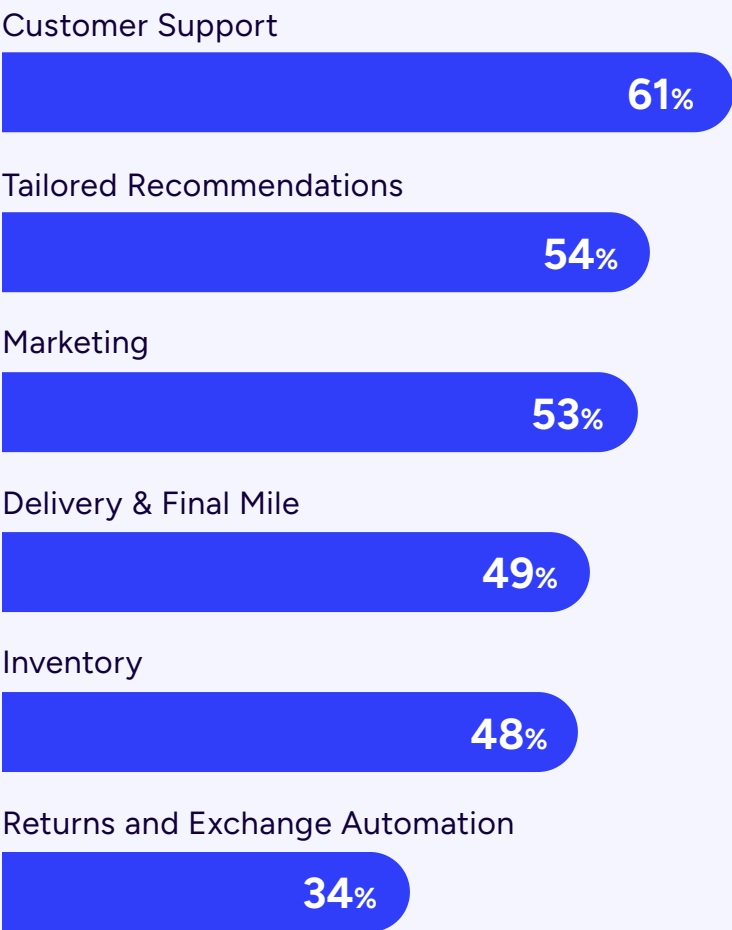 Customer Support
61%
Tailored Recommendations
54%
Marketing
53%
Delivery & Final Mile
49%
Inventory
48%
Returns and Exchange Automation
34%